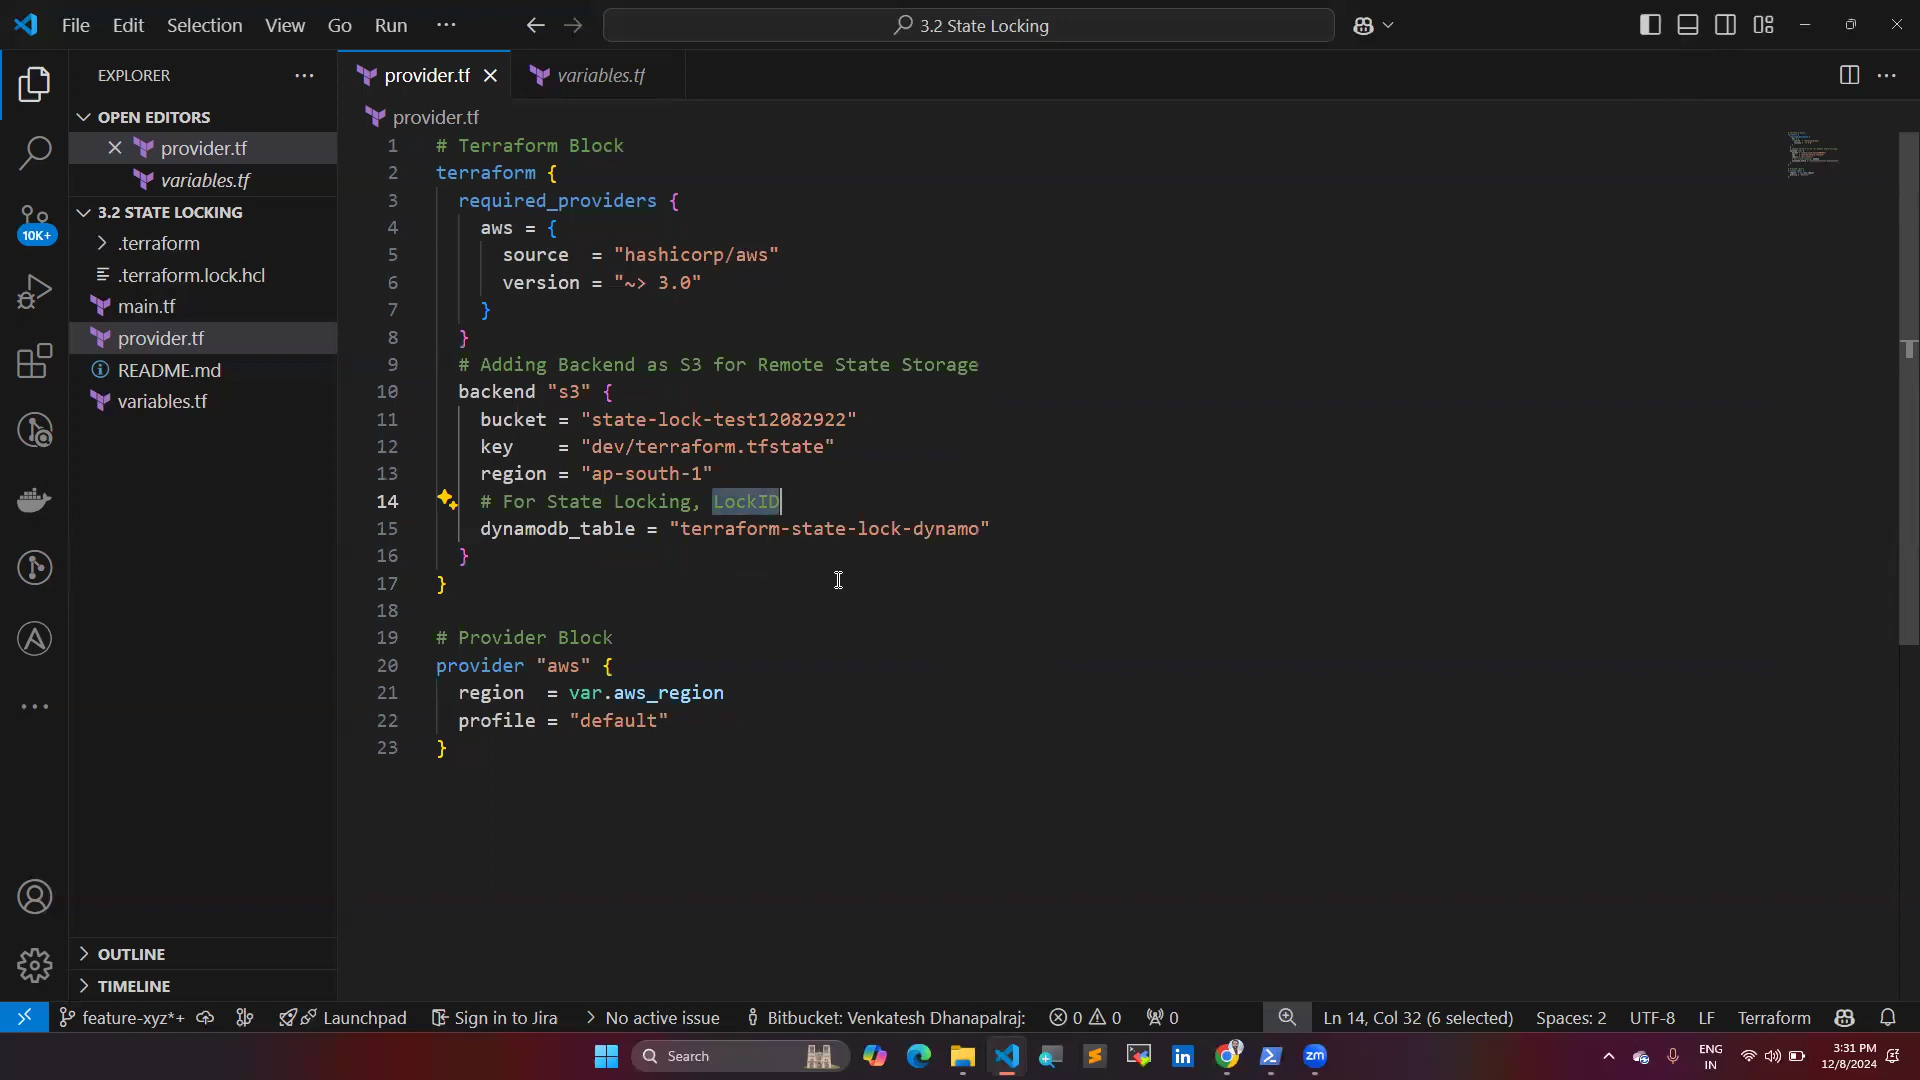 File Edit Selection View Go Run ··· 3.2 State Locking
EXPLORER ···
OPEN EDITORS
provider.tf
variables.tf
3.2 STATE LOCKING
.terraform
.terraform.lock.hcl
main.tf
provider.tf
README.md
variables.tf
OUTLINE
TIMELINE
10K+
provider.tf variables.tf
provider.tf
1 # Terraform Block
2 terraform {
3 required_providers {
4 aws = {
5 source = "hashicorp/aws"
6 version = "~> 3.0"
7 }
8 }
9 # Adding Backend as S3 for Remote State Storage
10 backend "s3" {
11 bucket = "state-lock-test12082922"
12 key = "dev/terraform.tfstate"
13 region = "ap-south-1"
14 # For State Locking, LockID
15 dynamodb_table = "terraform-state-lock-dynamo"
16 }
17 }
18
19 # Provider Block
20 provider "aws" {
21 region = var.aws_region
22 profile = "default"
23 }
feature-xyz*+ Launchpad Sign in to Jira No active issue Bitbucket: Venkatesh Dhanapalraj: 0 0 0 Ln 14, Col 32 (6 selected) Spaces: 2 UTF-8 LF Terraform
Search zm ENG 3:31 PM
IN 12/8/2024